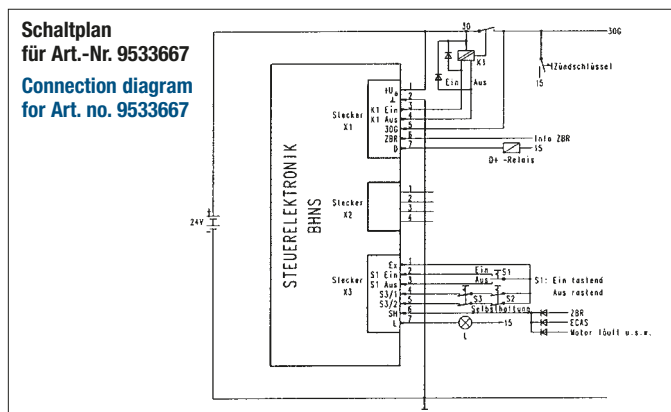 Schaltplan
für Art.-Nr. 9533667
Connection diagram
for Art. no. 9533667
30
30G
K1
Ein Aus
Zündschlüssel
15
STEUERELEKTRONIK
BHNS
Stecker
X1
+UB 1
2
K1 Ein 3
K1 Aus 4
30G 5
ZBR 6
D 7
Info ZBR
15
D+ -Relais
Stecker
X2
1
2
3
4
24V
+
Stecker
X3
Ex 1
S1 Ein 2
S1 Aus 3
S3/1 4
S3/2 5
SH 6
L 7
Ein
Aus
S1
S1: Ein tastend
Aus rastend
S3 S2
Selbsthaltung
L
15
ZBR
ECAS
Motor läuft u.s.w.